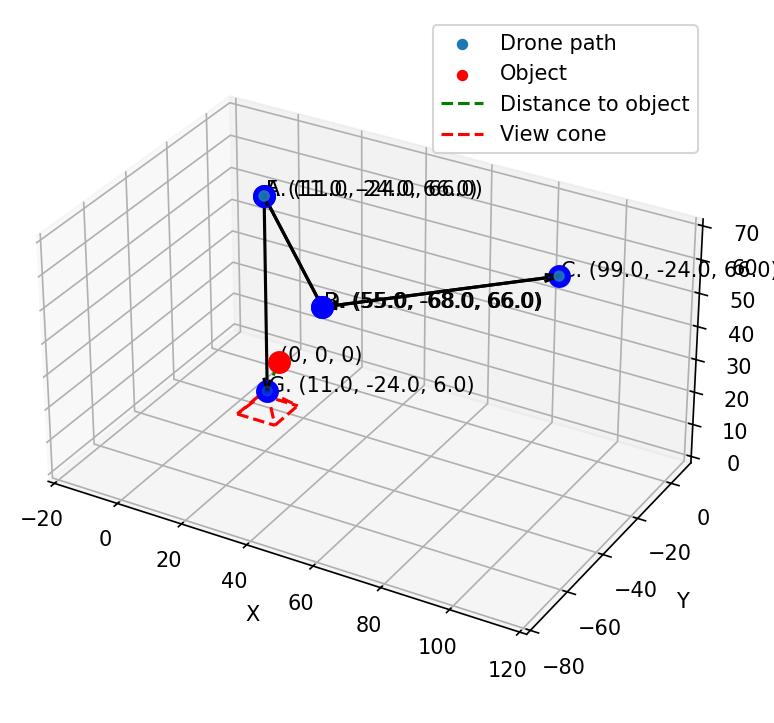 Drone path
Object
Distance to object
View cone
(11.0, -24.0, 66.0)
C. (99.0, -24.0, 66.0)
(55.0, -68.0, 66.0)
(0, 0, 0)
G. (11.0, -24.0, 6.0)
70
60
50
40
30
20
10
0
−20
0
20
40
60
80
100
120
X
0
−20
−40
−60
−80
Y